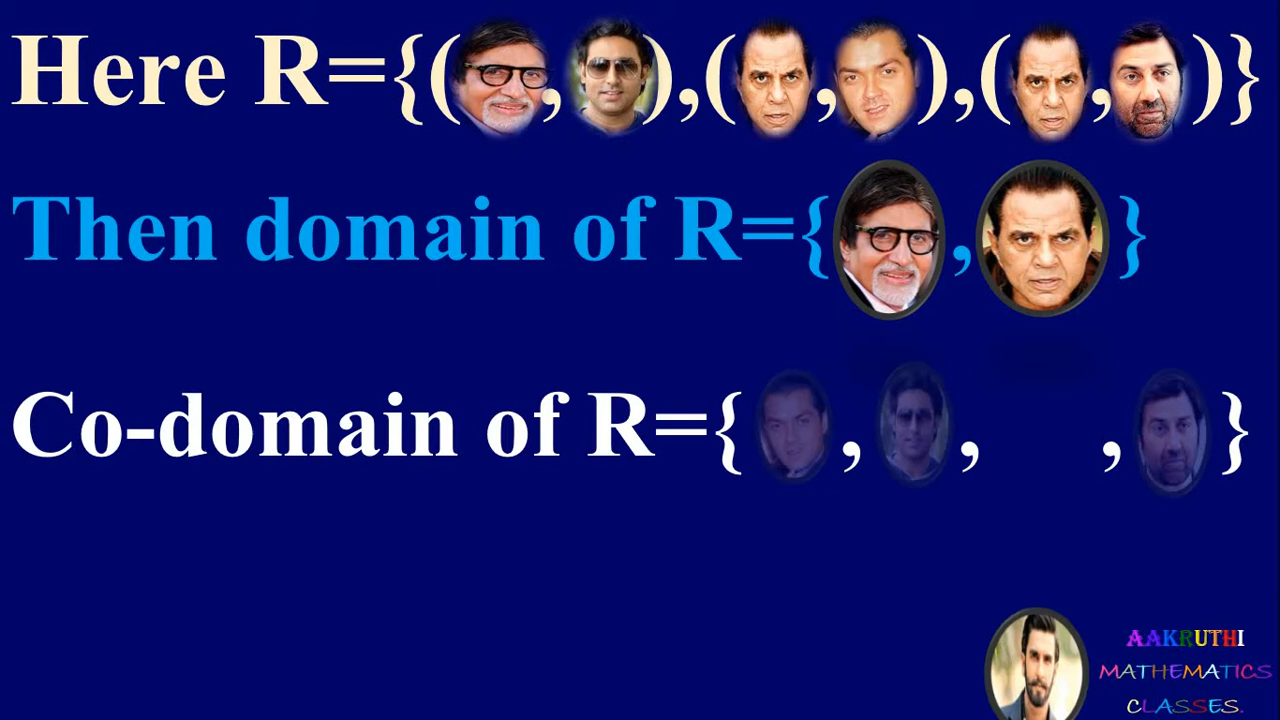 Here R={( , ),( , ),( , )}
Then domain of R={ , }
Co-domain of R={ , , , }
AAKRUTHI
MATHEMATICS
CLASSES.